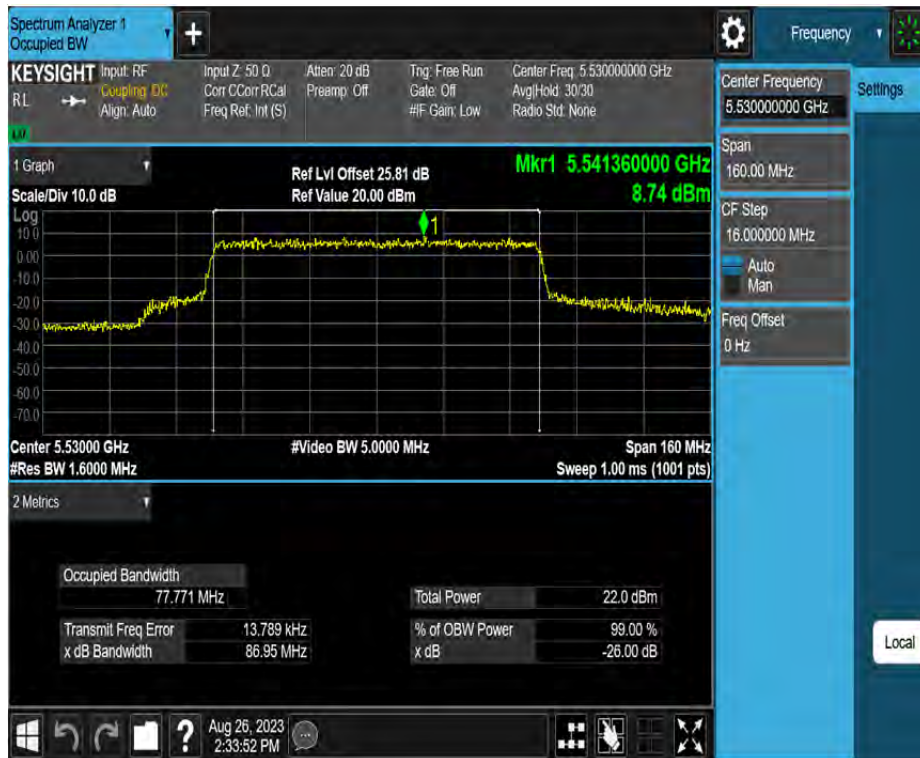 Spectrum Analyzer 1
Occupied BW
+
Frequency
KEYSIGHT Input: RF Input Z: 50 Ω Atten: 20 dB Trig: Free Run Center Freq: 5.530000000 GHz
RL Coupling: DC Corr CCorr RCal Preamp: Off Gate: Off Avg|Hold: 30/30
Align: Auto Freq Ref: Int (S) #IF Gain: Low Radio Std: None
Center Frequency
5.530000000 GHz
Settings
Span
160.00 MHz
CF Step
16.000000 MHz
Auto
Man
Freq Offset
0 Hz
1 Graph
Ref Lvl Offset 25.81 dB
Mkr1 5.541360000 GHz
Scale/Div 10.0 dB
Ref Value 20.00 dBm
8.74 dBm
Log
10.0
0.00
-10.0
-20.0
-30.0
-40.0
-50.0
-60.0
-70.0
1
Center 5.53000 GHz #Video BW 5.0000 MHz Span 160 MHz
#Res BW 1.6000 MHz Sweep 1.00 ms (1001 pts)
2 Metrics
Occupied Bandwidth
77.771 MHz
Total Power 22.0 dBm
Transmit Freq Error 13.789 kHz % of OBW Power 99.00 %
x dB Bandwidth 86.95 MHz x dB -26.00 dB
Local
?
Aug 26, 2023
2:33:52 PM